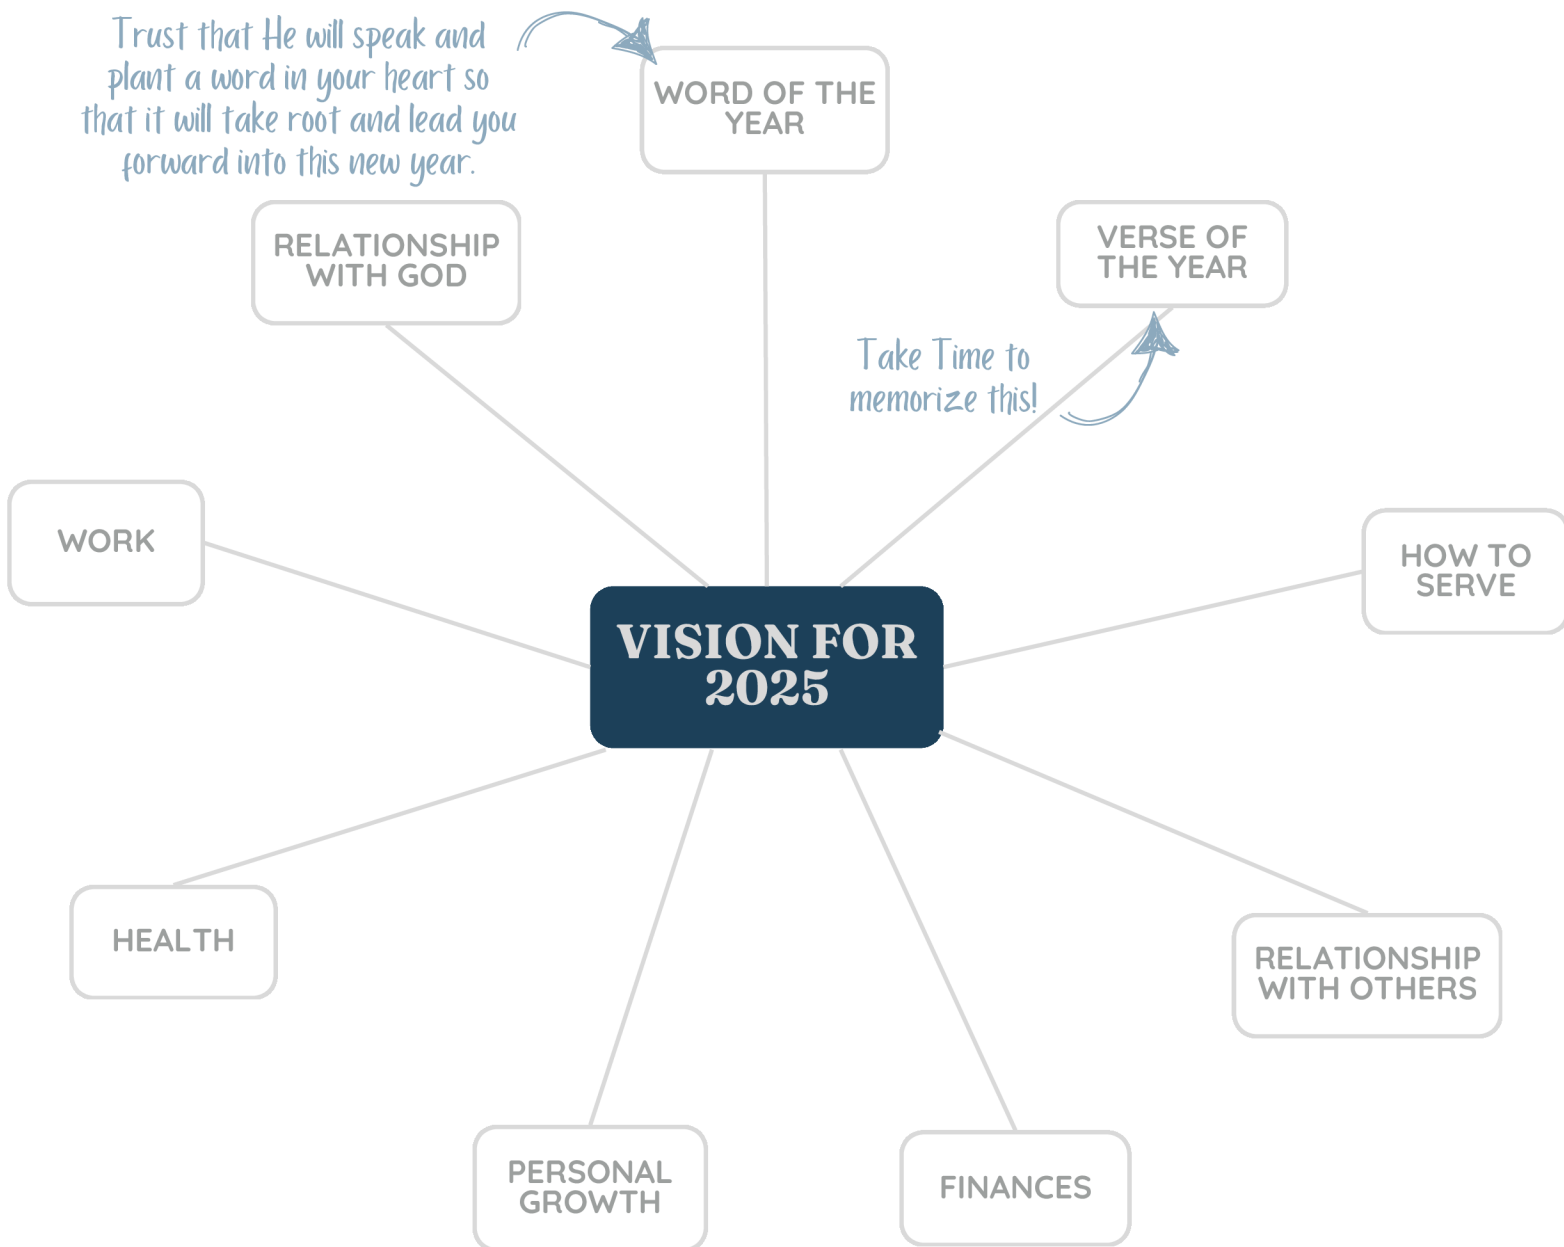 Trust that He will speak and
plant a word in your heart so
that it will take root and lead you
forward into this new year.
WORD OF THE
YEAR
RELATIONSHIP
WITH GOD
VERSE OF
THE YEAR
Take Time to
memorize this!
WORK
HOW TO
SERVE
VISION FOR
2025
HEALTH
RELATIONSHIP
WITH OTHERS
PERSONAL
GROWTH
FINANCES